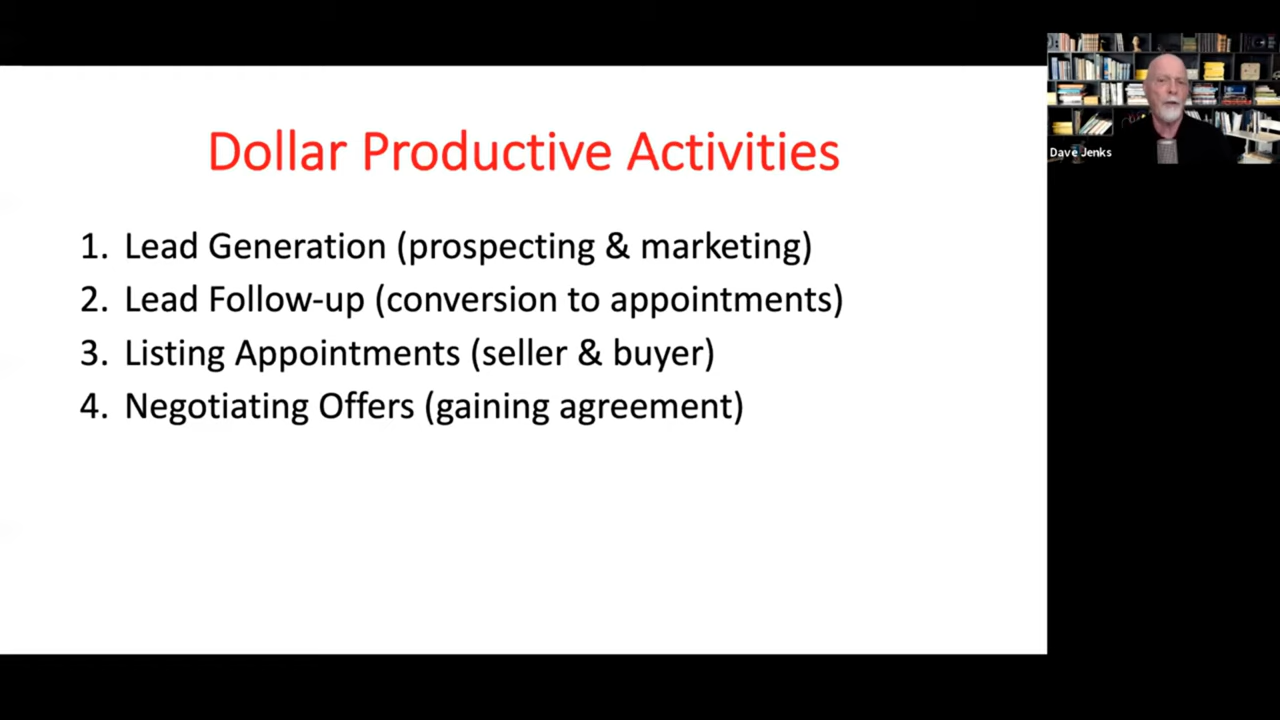 Dollar Productive Activities
1. Lead Generation (prospecting & marketing)
2. Lead Follow-up (conversion to appointments)
3. Listing Appointments (seller & buyer)
4. Negotiating Offers (gaining agreement)
Dave Jenks